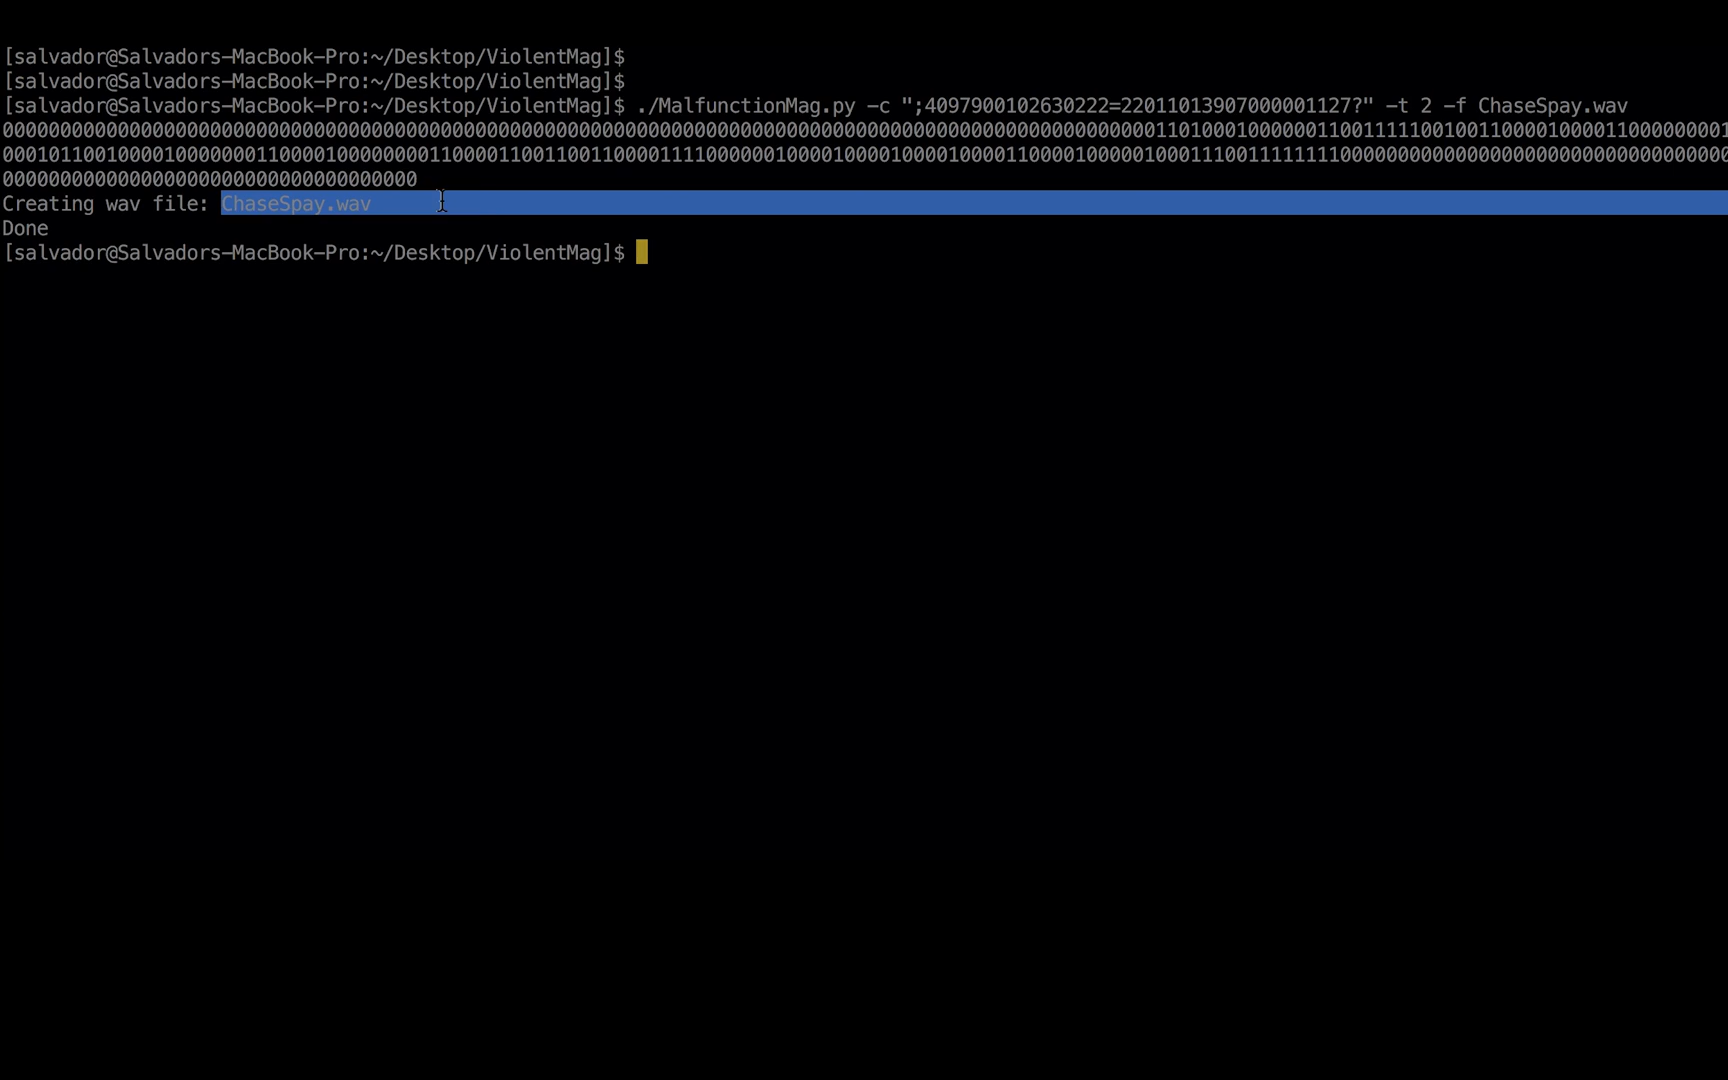 [salvador@Salvadors-MacBook-Pro:~/Desktop/ViolentMag]$
[salvador@Salvadors-MacBook-Pro:~/Desktop/ViolentMag]$
[salvador@Salvadors-MacBook-Pro:~/Desktop/ViolentMag]$ ./MalfunctionMag.py -c ";4097900102630222=22011013907000001127?" -t 2 -f ChaseSpay.wav
000000000000000000000000000000000000
Creating wav file: ChaseSpay.wav
Done
[salvador@Salvadors-MacBook-Pro:~/Desktop/ViolentMag]$